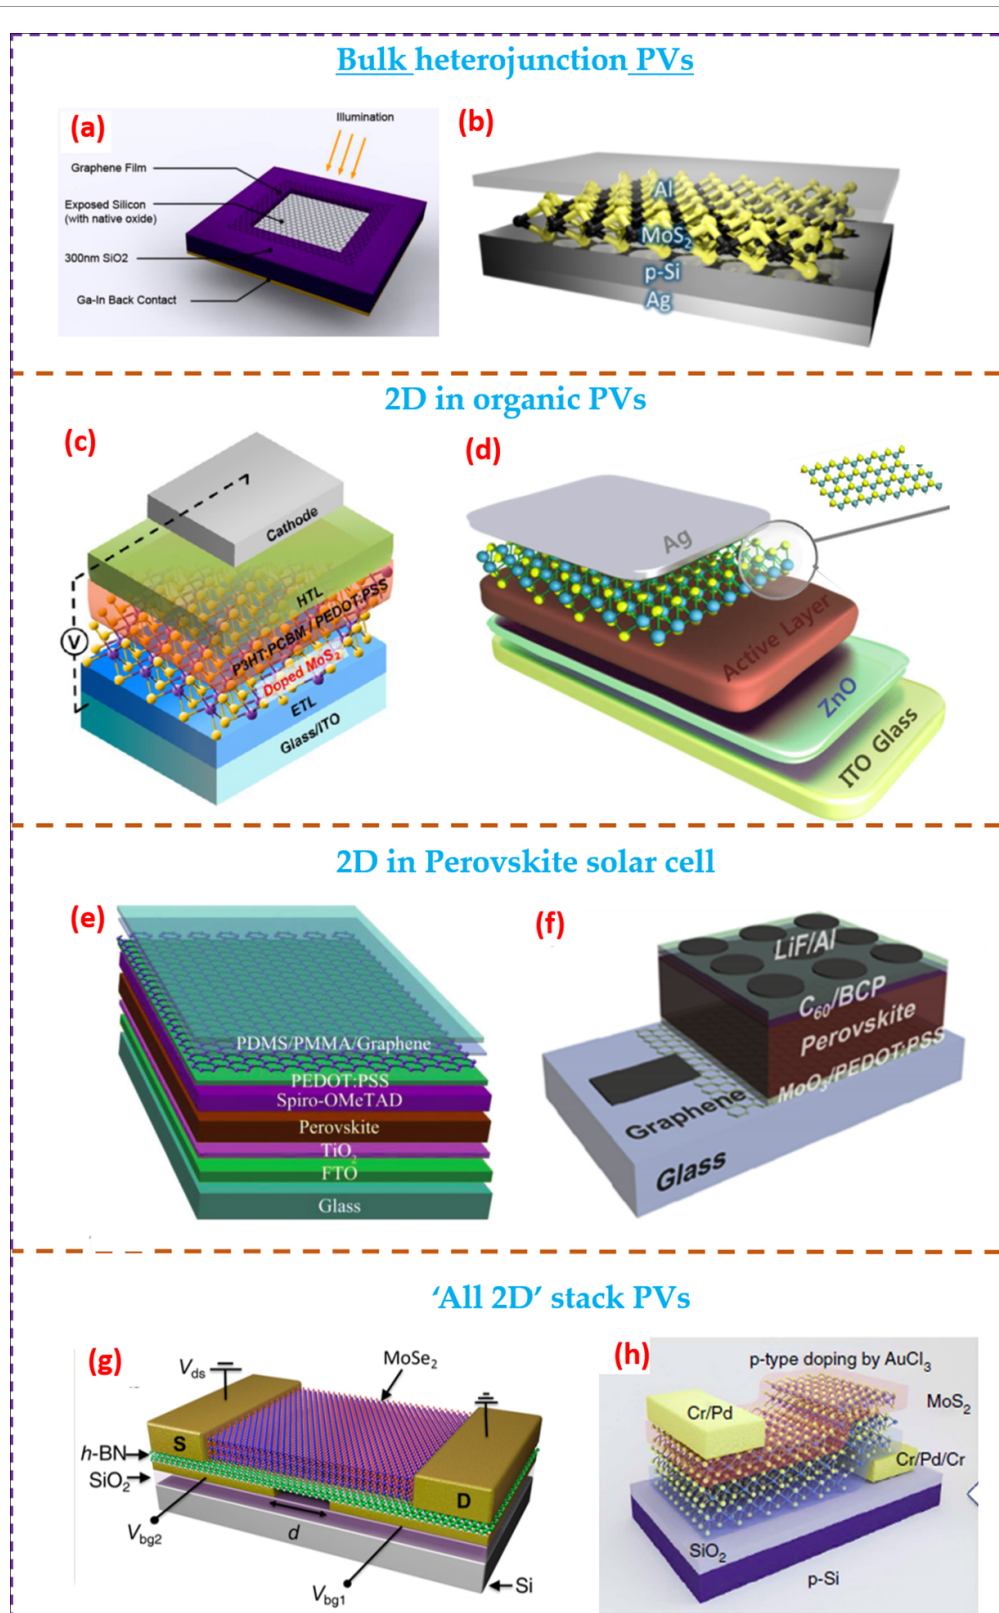 Bulk heterojunction PVs
(a)
Illumination
Graphene Film
Exposed Silicon
(with native oxide)
300nm SiO2
Ga-In Back Contact
(b)
Al
MoS₂
p-Si
Ag
2D in organic PVs
(c)
Cathode
HTL
P3HT:PCBM / PEDOT:PSS
Doped MoS₂
ETL
Glass/ITO
V
(d)
Ag
Active Layer
ZnO
ITO Glass
2D in Perovskite solar cell
(e)
PDMS/PMMA/Graphene
PEDOT:PSS
Spiro-OMeTAD
Perovskite
TiO₂
FTO
Glass
(f)
LiF/Al
C₆₀/BCP
Perovskite
MoO₃/PEDOT:PSS
Graphene
Glass
‘All 2D’ stack PVs
(g)
MoSe₂
V_ds
S
h-BN
SiO₂
D
d
V_bg2
V_bg1
Si
(h)
p-type doping by AuCl₃
MoS₂
Cr/Pd
Cr/Pd/Cr
SiO₂
p-Si